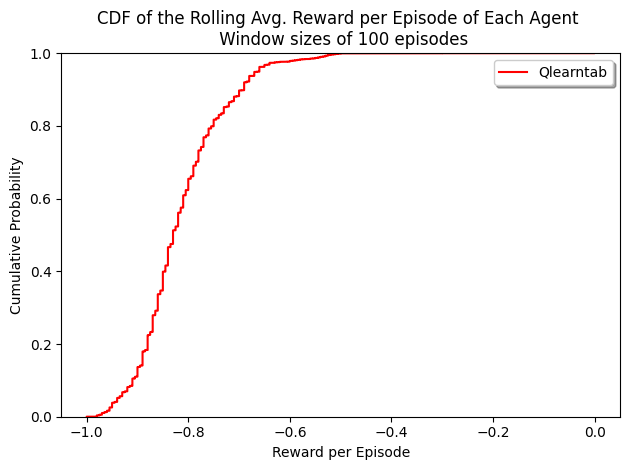 CDF of the Rolling Avg. Reward per Episode of Each Agent
Window sizes of 100 episodes
Qlearntab
Cumulative Probability
1.0
0.8
0.6
0.4
0.2
0.0
−1.0 −0.8 −0.6 −0.4 −0.2 0.0
Reward per Episode